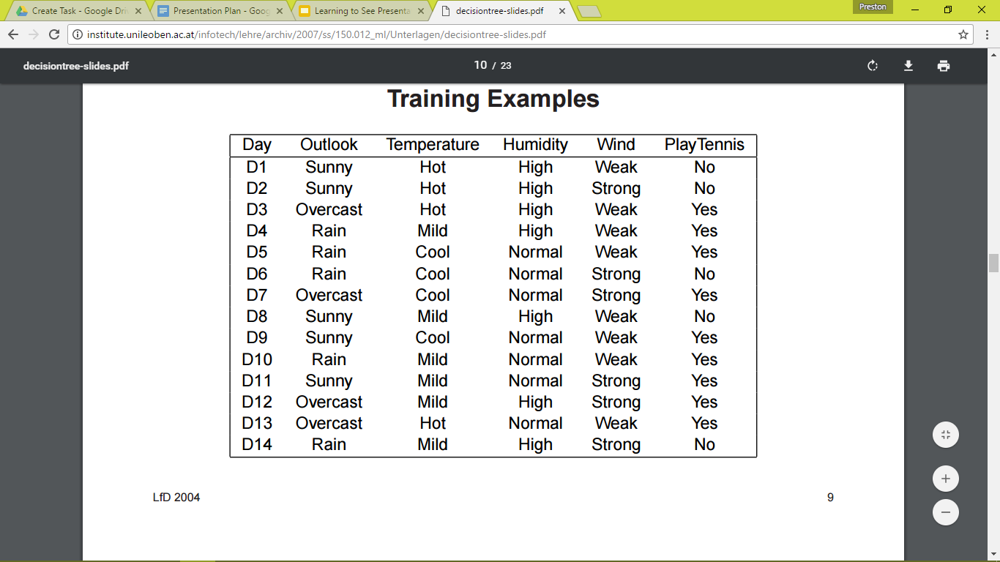 Create Task - Google Dri
Presentation Plan - Goog
Learning to See Presenta
decisiontree-slides.pdf
Preston
institute.unileoben.ac.at/infotech/lehre/archiv/2007/ss/150.012_ml/Unterlagen/decisiontree-slides.pdf
decisiontree-slides.pdf 10 / 23
Training Examples
Day Outlook Temperature Humidity Wind PlayTennis
D1 Sunny Hot High Weak No
D2 Sunny Hot High Strong No
D3 Overcast Hot High Weak Yes
D4 Rain Mild High Weak Yes
D5 Rain Cool Normal Weak Yes
D6 Rain Cool Normal Strong No
D7 Overcast Cool Normal Strong Yes
D8 Sunny Mild High Weak No
D9 Sunny Cool Normal Weak Yes
D10 Rain Mild Normal Weak Yes
D11 Sunny Mild Normal Strong Yes
D12 Overcast Mild High Strong Yes
D13 Overcast Hot Normal Weak Yes
D14 Rain Mild High Strong No
LfD 2004 9